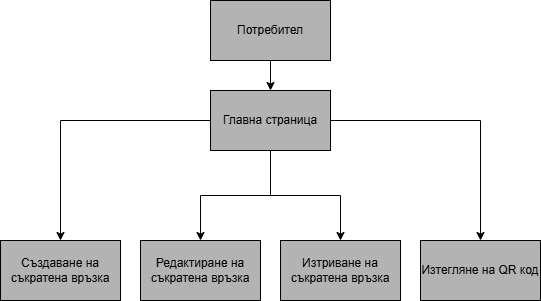 Потребител
Главна страница
Създаване на
съкратена връзка
Редактиране на
съкратена връзка
Изтриване на
съкратена връзка
Изтегляне на QR код